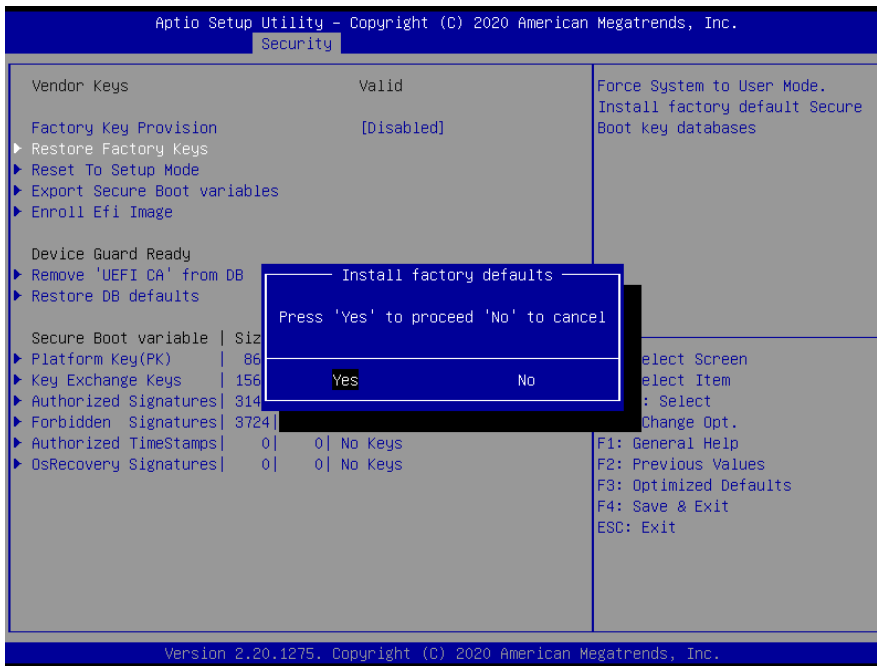 Aptio Setup Utility – Copyright (C) 2020 American Megatrends, Inc.
Security
Vendor Keys Valid
Factory Key Provision [Disabled]
Restore Factory Keys
Reset To Setup Mode
Export Secure Boot variables
Enroll Efi Image
Device Guard Ready
Remove 'UEFI CA' from DB
Restore DB defaults
Secure Boot variable | Siz
Platform Key(PK) | 86
Key Exchange Keys | 156
Authorized Signatures| 314
Forbidden Signatures| 3724|
Authorized TimeStamps| 0| 0| No Keys
OsRecovery Signatures| 0| 0| No Keys
Install factory defaults
Press 'Yes' to proceed 'No' to cancel
Yes No
Force System to User Mode.
Install factory default Secure
Boot key databases
elect Screen
elect Item
: Select
Change Opt.
F1: General Help
F2: Previous Values
F3: Optimized Defaults
F4: Save & Exit
ESC: Exit
Version 2.20.1275. Copyright (C) 2020 American Megatrends, Inc.